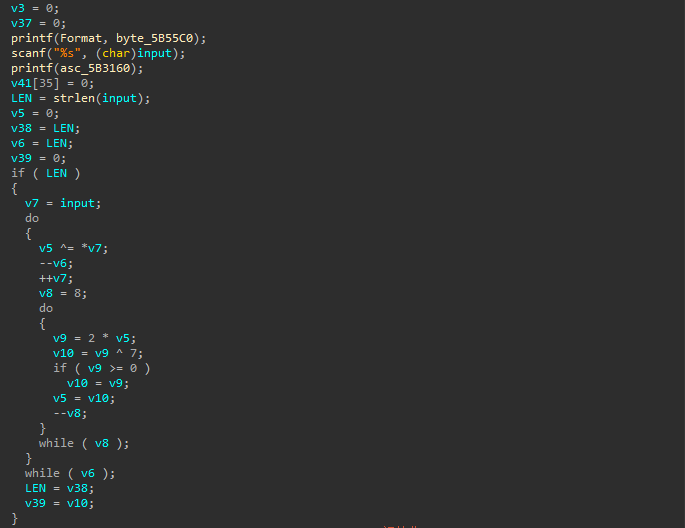 v3 = 0;
v37 = 0;
printf(Format, byte_5B55C0);
scanf("%s", (char)input);
printf(asc_5B3160);
v41[35] = 0;
LEN = strlen(input);
v5 = 0;
v38 = LEN;
v6 = LEN;
v39 = 0;
if ( LEN )
{
  v7 = input;
  do
  {
    v5 ^= *v7;
    --v6;
    ++v7;
    v8 = 8;
    do
    {
      v9 = 2 * v5;
      v10 = v9 ^ 7;
      if ( v9 >= 0 )
        v10 = v9;
      v5 = v10;
      --v8;
    }
    while ( v8 );
  }
  while ( v6 );
  LEN = v38;
  v39 = v10;
}